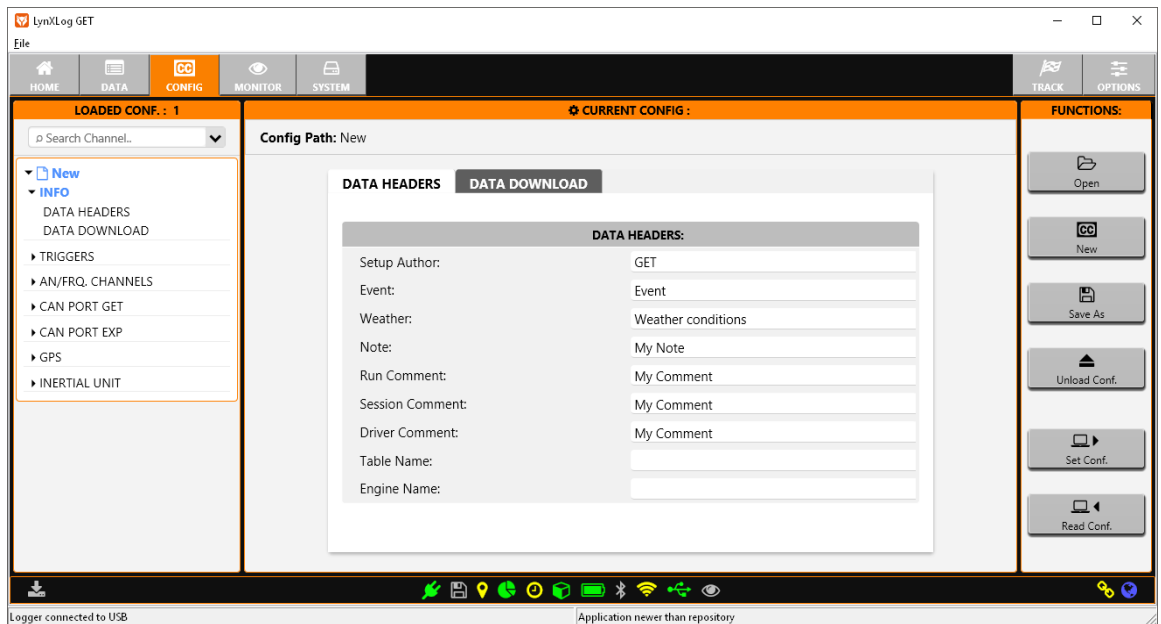 LynXLog GET
File
HOME DATA CONFIG MONITOR SYSTEM TRACK OPTIONS
LOADED CONF. : 1
Search Channel..
New
INFO
DATA HEADERS
DATA DOWNLOAD
TRIGGERS
AN/FRQ. CHANNELS
CAN PORT GET
CAN PORT EXP
GPS
INERTIAL UNIT
CURRENT CONFIG :
Config Path: New
DATA HEADERS DATA DOWNLOAD
DATA HEADERS:
Setup Author: GET
Event: Event
Weather: Weather conditions
Note: My Note
Run Comment: My Comment
Session Comment: My Comment
Driver Comment: My Comment
Table Name:
Engine Name:
FUNCTIONS:
Open
CC
New
Save As
Unload Conf.
Set Conf.
Read Conf.
Logger connected to USB
Application newer than repository